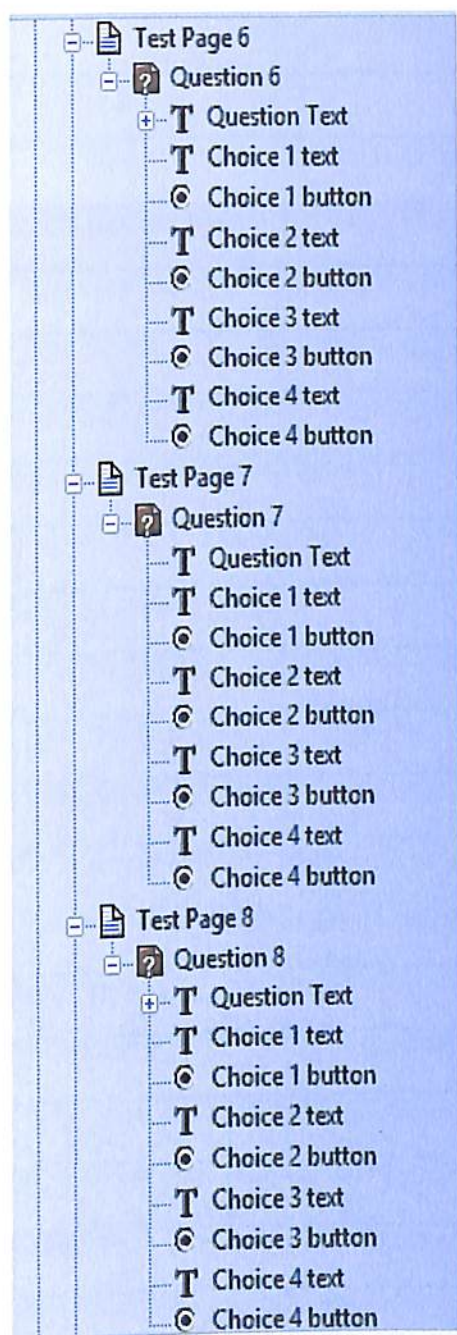 Test Page 6
Question 6
Question Text
Choice 1 text
Choice 1 button
Choice 2 text
Choice 2 button
Choice 3 text
Choice 3 button
Choice 4 text
Choice 4 button
Test Page 7
Question 7
Question Text
Choice 1 text
Choice 1 button
Choice 2 text
Choice 2 button
Choice 3 text
Choice 3 button
Choice 4 text
Choice 4 button
Test Page 8
Question 8
Question Text
Choice 1 text
Choice 1 button
Choice 2 text
Choice 2 button
Choice 3 text
Choice 3 button
Choice 4 text
Choice 4 button